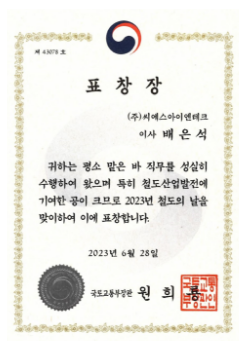 제 43078 호
표 창 장
(주)씨에스아이엔테크
이사 배 은 석
귀하는 평소 맡은 바 직무를 성실히
수행하여 왔으며 특히 철도산업발전에
기여한 공이 크므로 2023년 철도의 날을
맞이하여 이에 표창합니다.
2023년 6월 28일
국토교통부장관 원 희 룡